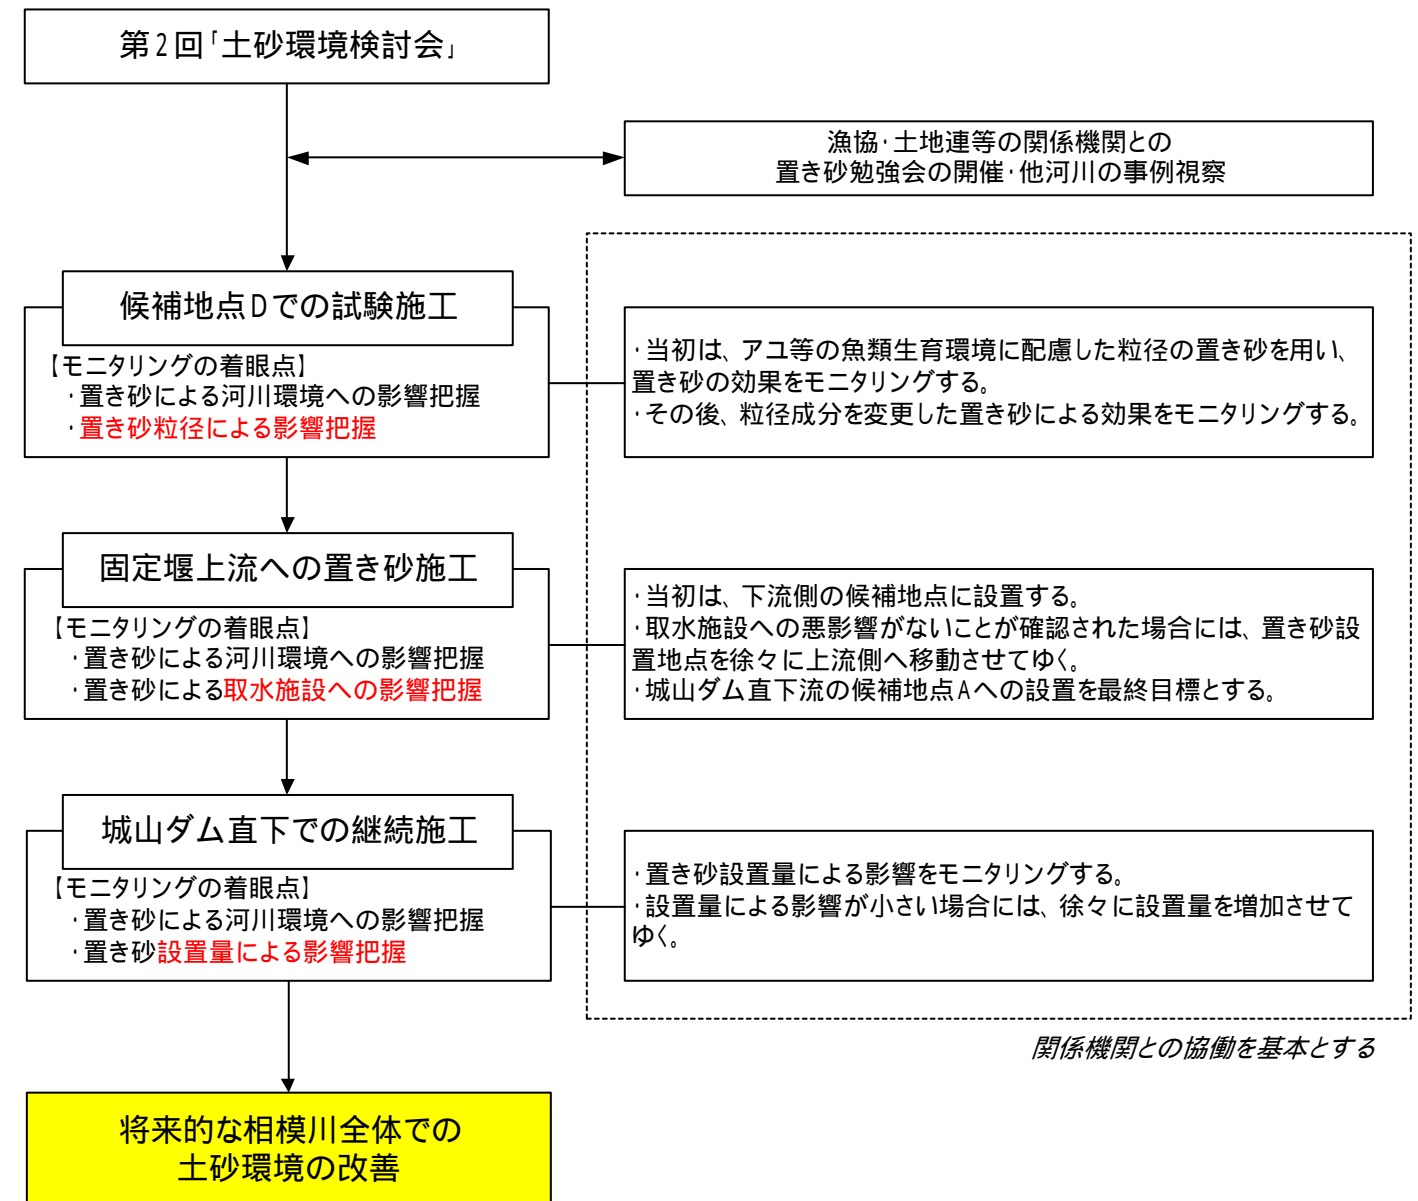 第2回「土砂環境検討会」
漁協・土地連等の関係機関との
置き砂勉強会の開催・他河川の事例視察
候補地点Dでの試験施工
【モニタリングの着眼点】
・置き砂による河川環境への影響把握
・置き砂粒径による影響把握
・当初は、アユ等の魚類生育環境に配慮した粒径の置き砂を用い、
置き砂の効果をモニタリングする。
・その後、粒径成分を変更した置き砂による効果をモニタリングする。
固定堰上流への置き砂施工
【モニタリングの着眼点】
・置き砂による河川環境への影響把握
・置き砂による取水施設への影響把握
・当初は、下流側の候補地点に設置する。
・取水施設への悪影響がないことが確認された場合には、置き砂設
置地点を徐々に上流側へ移動させてゆく。
・城山ダム直下流の候補地点Aへの設置を最終目標とする。
城山ダム直下での継続施工
【モニタリングの着眼点】
・置き砂による河川環境への影響把握
・置き砂設置量による影響把握
・置き砂設置量による影響をモニタリングする。
・設置量による影響が小さい場合には、徐々に設置量を増加させて
ゆく。
関係機関との協働を基本とする
将来的な相模川全体での
土砂環境の改善